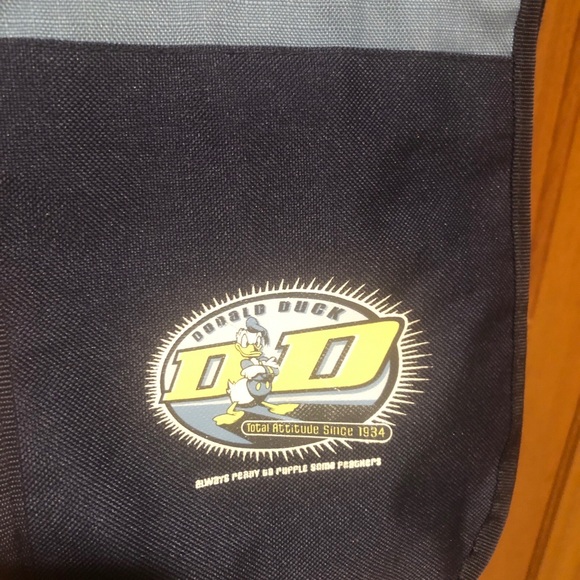 DONALD DUCK
DD
Total Attitude Since 1934
ALWAYS READY to RUFFLE SOME FEATHERS